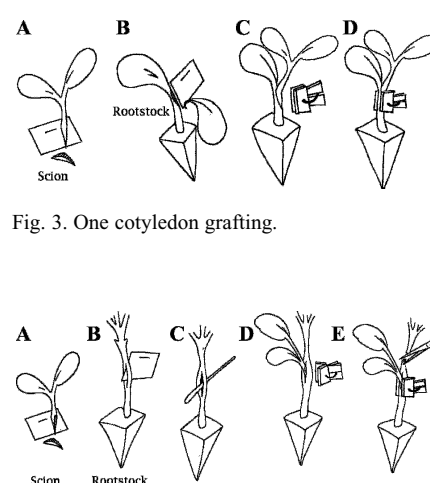 A B C D
Rootstock
Scion
Fig. 3. One cotyledon grafting.
A B C D E
Scion Rootstock